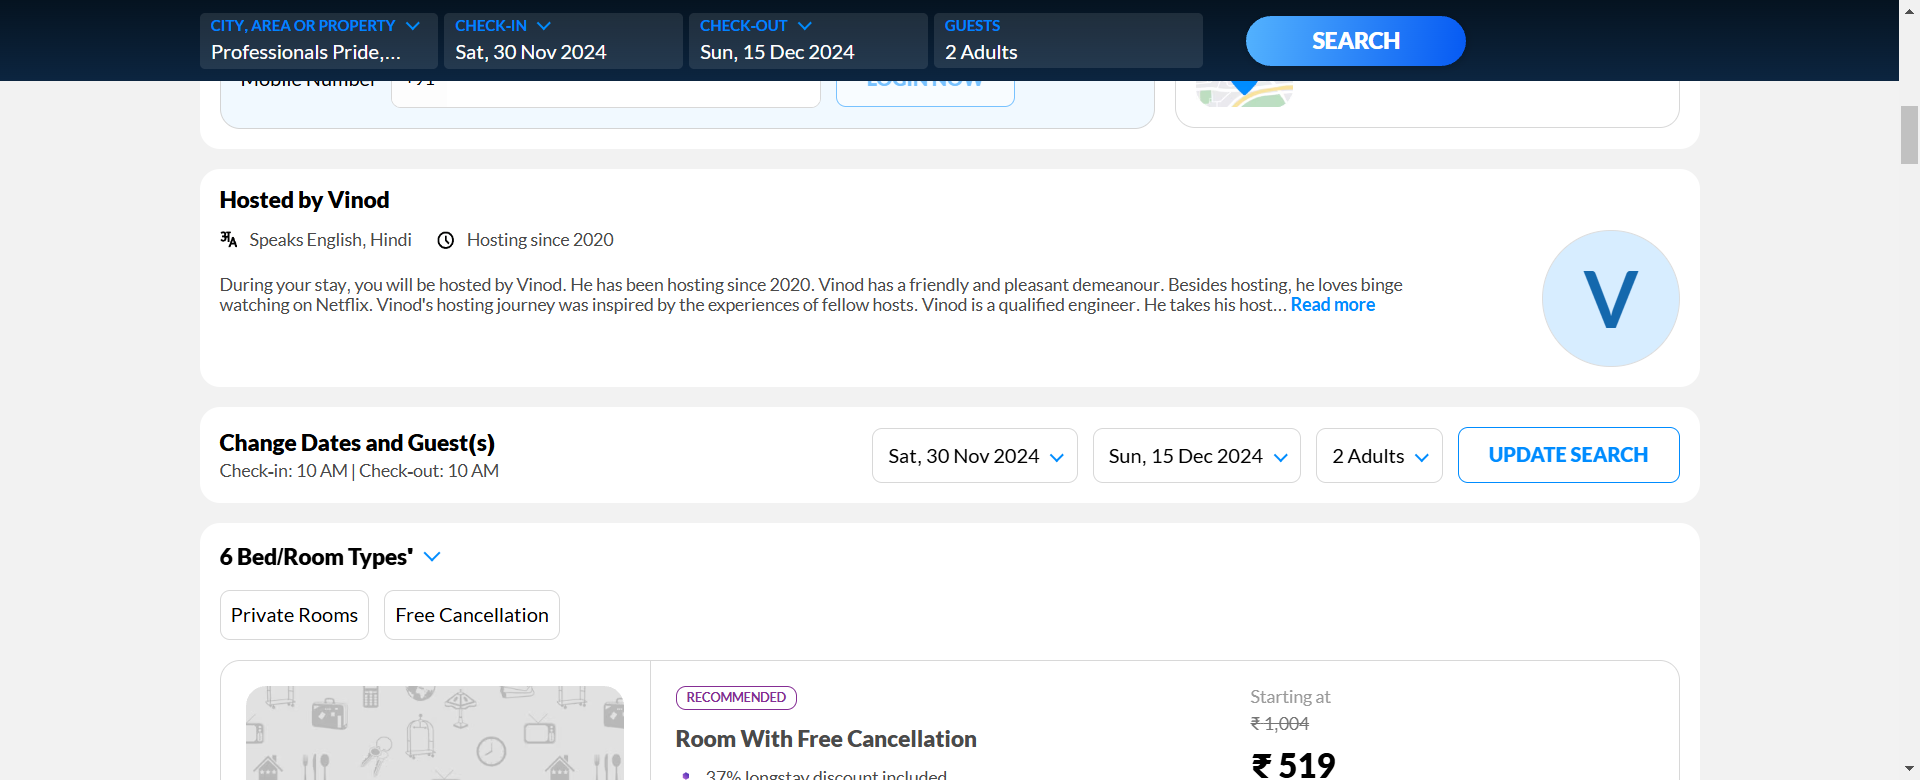 CITY, AREA OR PROPERTY
CHECK-IN
CHECK-OUT
GUESTS
Professionals Pride,...
Sat, 30 Nov 2024
Sun, 15 Dec 2024
2 Adults
SEARCH
Mobile Number
+91
LOGIN NOW
Hosted by Vinod
Speaks English, Hindi
Hosting since 2020
During your stay, you will be hosted by Vinod. He has been hosting since 2020. Vinod has a friendly and pleasant demeanour. Besides hosting, he loves binge
watching on Netflix. Vinod's hosting journey was inspired by the experiences of fellow hosts. Vinod is a qualified engineer. He takes his host... Read more
V
Change Dates and Guest(s)
Check-in: 10 AM | Check-out: 10 AM
Sat, 30 Nov 2024
Sun, 15 Dec 2024
2 Adults
UPDATE SEARCH
6 Bed/Room Types'
Private Rooms
Free Cancellation
RECOMMENDED
Room With Free Cancellation
37% longstay discount included
Starting at
₹ 1,004
₹ 519